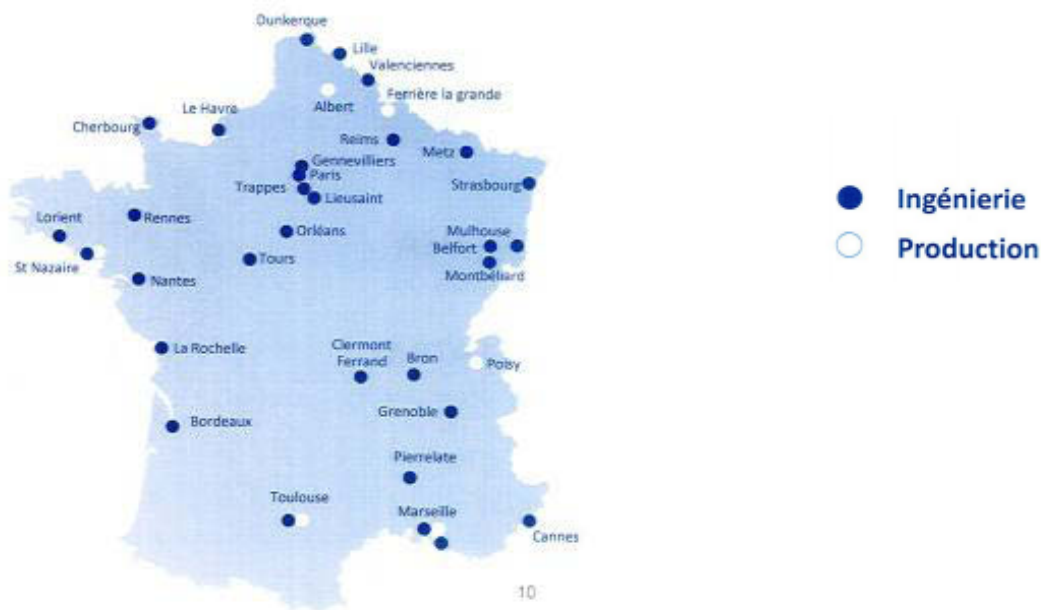 Dunkerque
Lille
Valenciennes
Albert
Ferrière la grande
Le Havre
Cherbourg
Reims
Metz
Gennevilliers
Paris
Trappes
Lieusaint
Strasbourg
Lorient
Rennes
Orléans
Mulhouse
Belfort
St Nazaire
Tours
Montbéliard
Nantes
La Rochelle
Clermont
Ferrand
Bron
Poisy
Grenoble
Bordeaux
Pierrelate
Toulouse
Marseille
Cannes
10
Ingénierie
Production